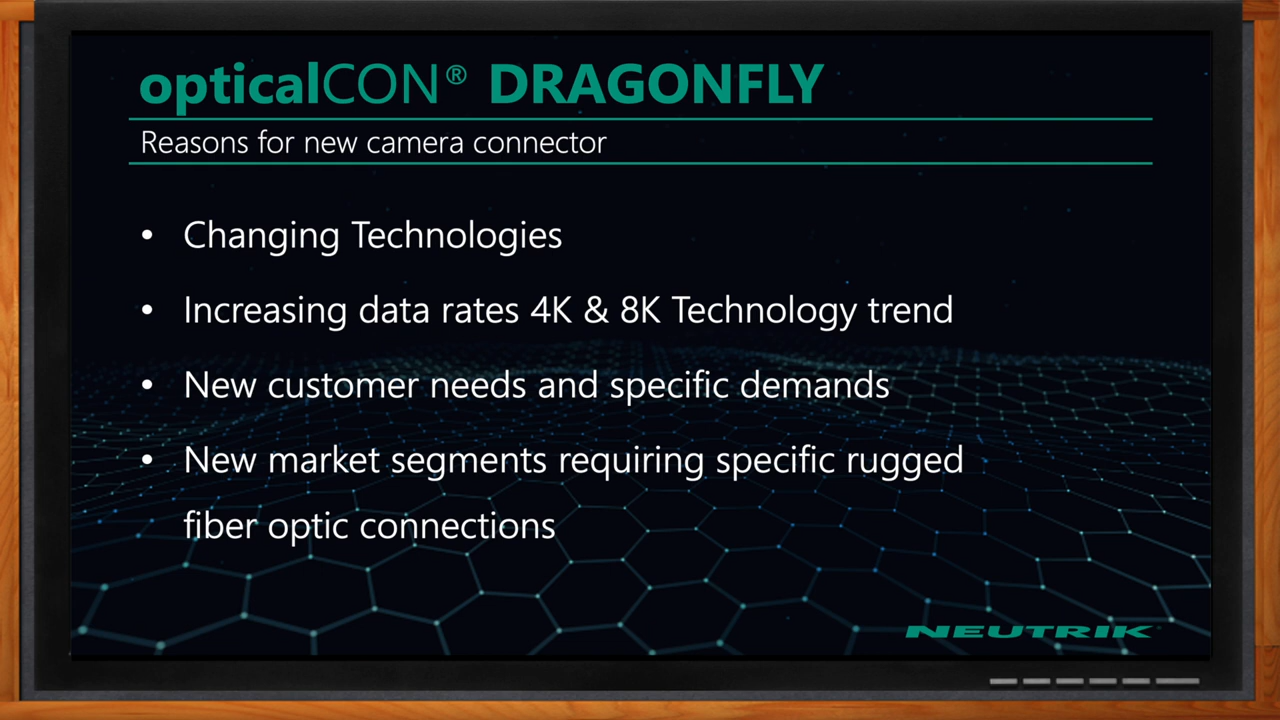 opticalCON® DRAGONFLY
Reasons for new camera connector
• Changing Technologies
• Increasing data rates 4K & 8K Technology trend
• New customer needs and specific demands
• New market segments requiring specific rugged
fiber optic connections
NEUTRIK